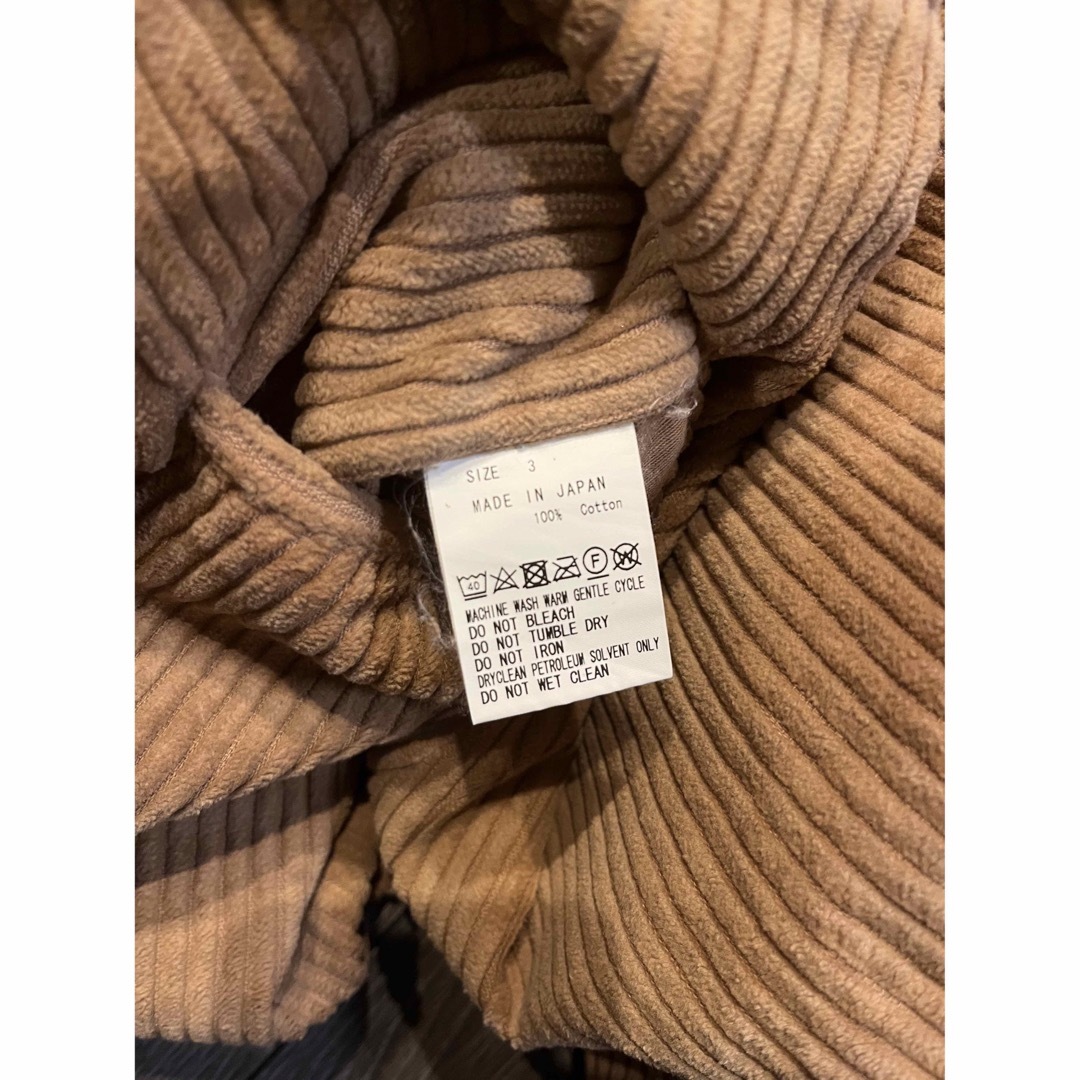 SIZE 3
MADE IN JAPAN
100% Cotton
40 F W
MACHINE WASH WARM GENTLE CYCLE
DO NOT BLEACH
DO NOT TUMBLE DRY
DO NOT IRON
DRYCLEAN PETROLEUM SOLVENT ONLY
DO NOT WET CLEAN